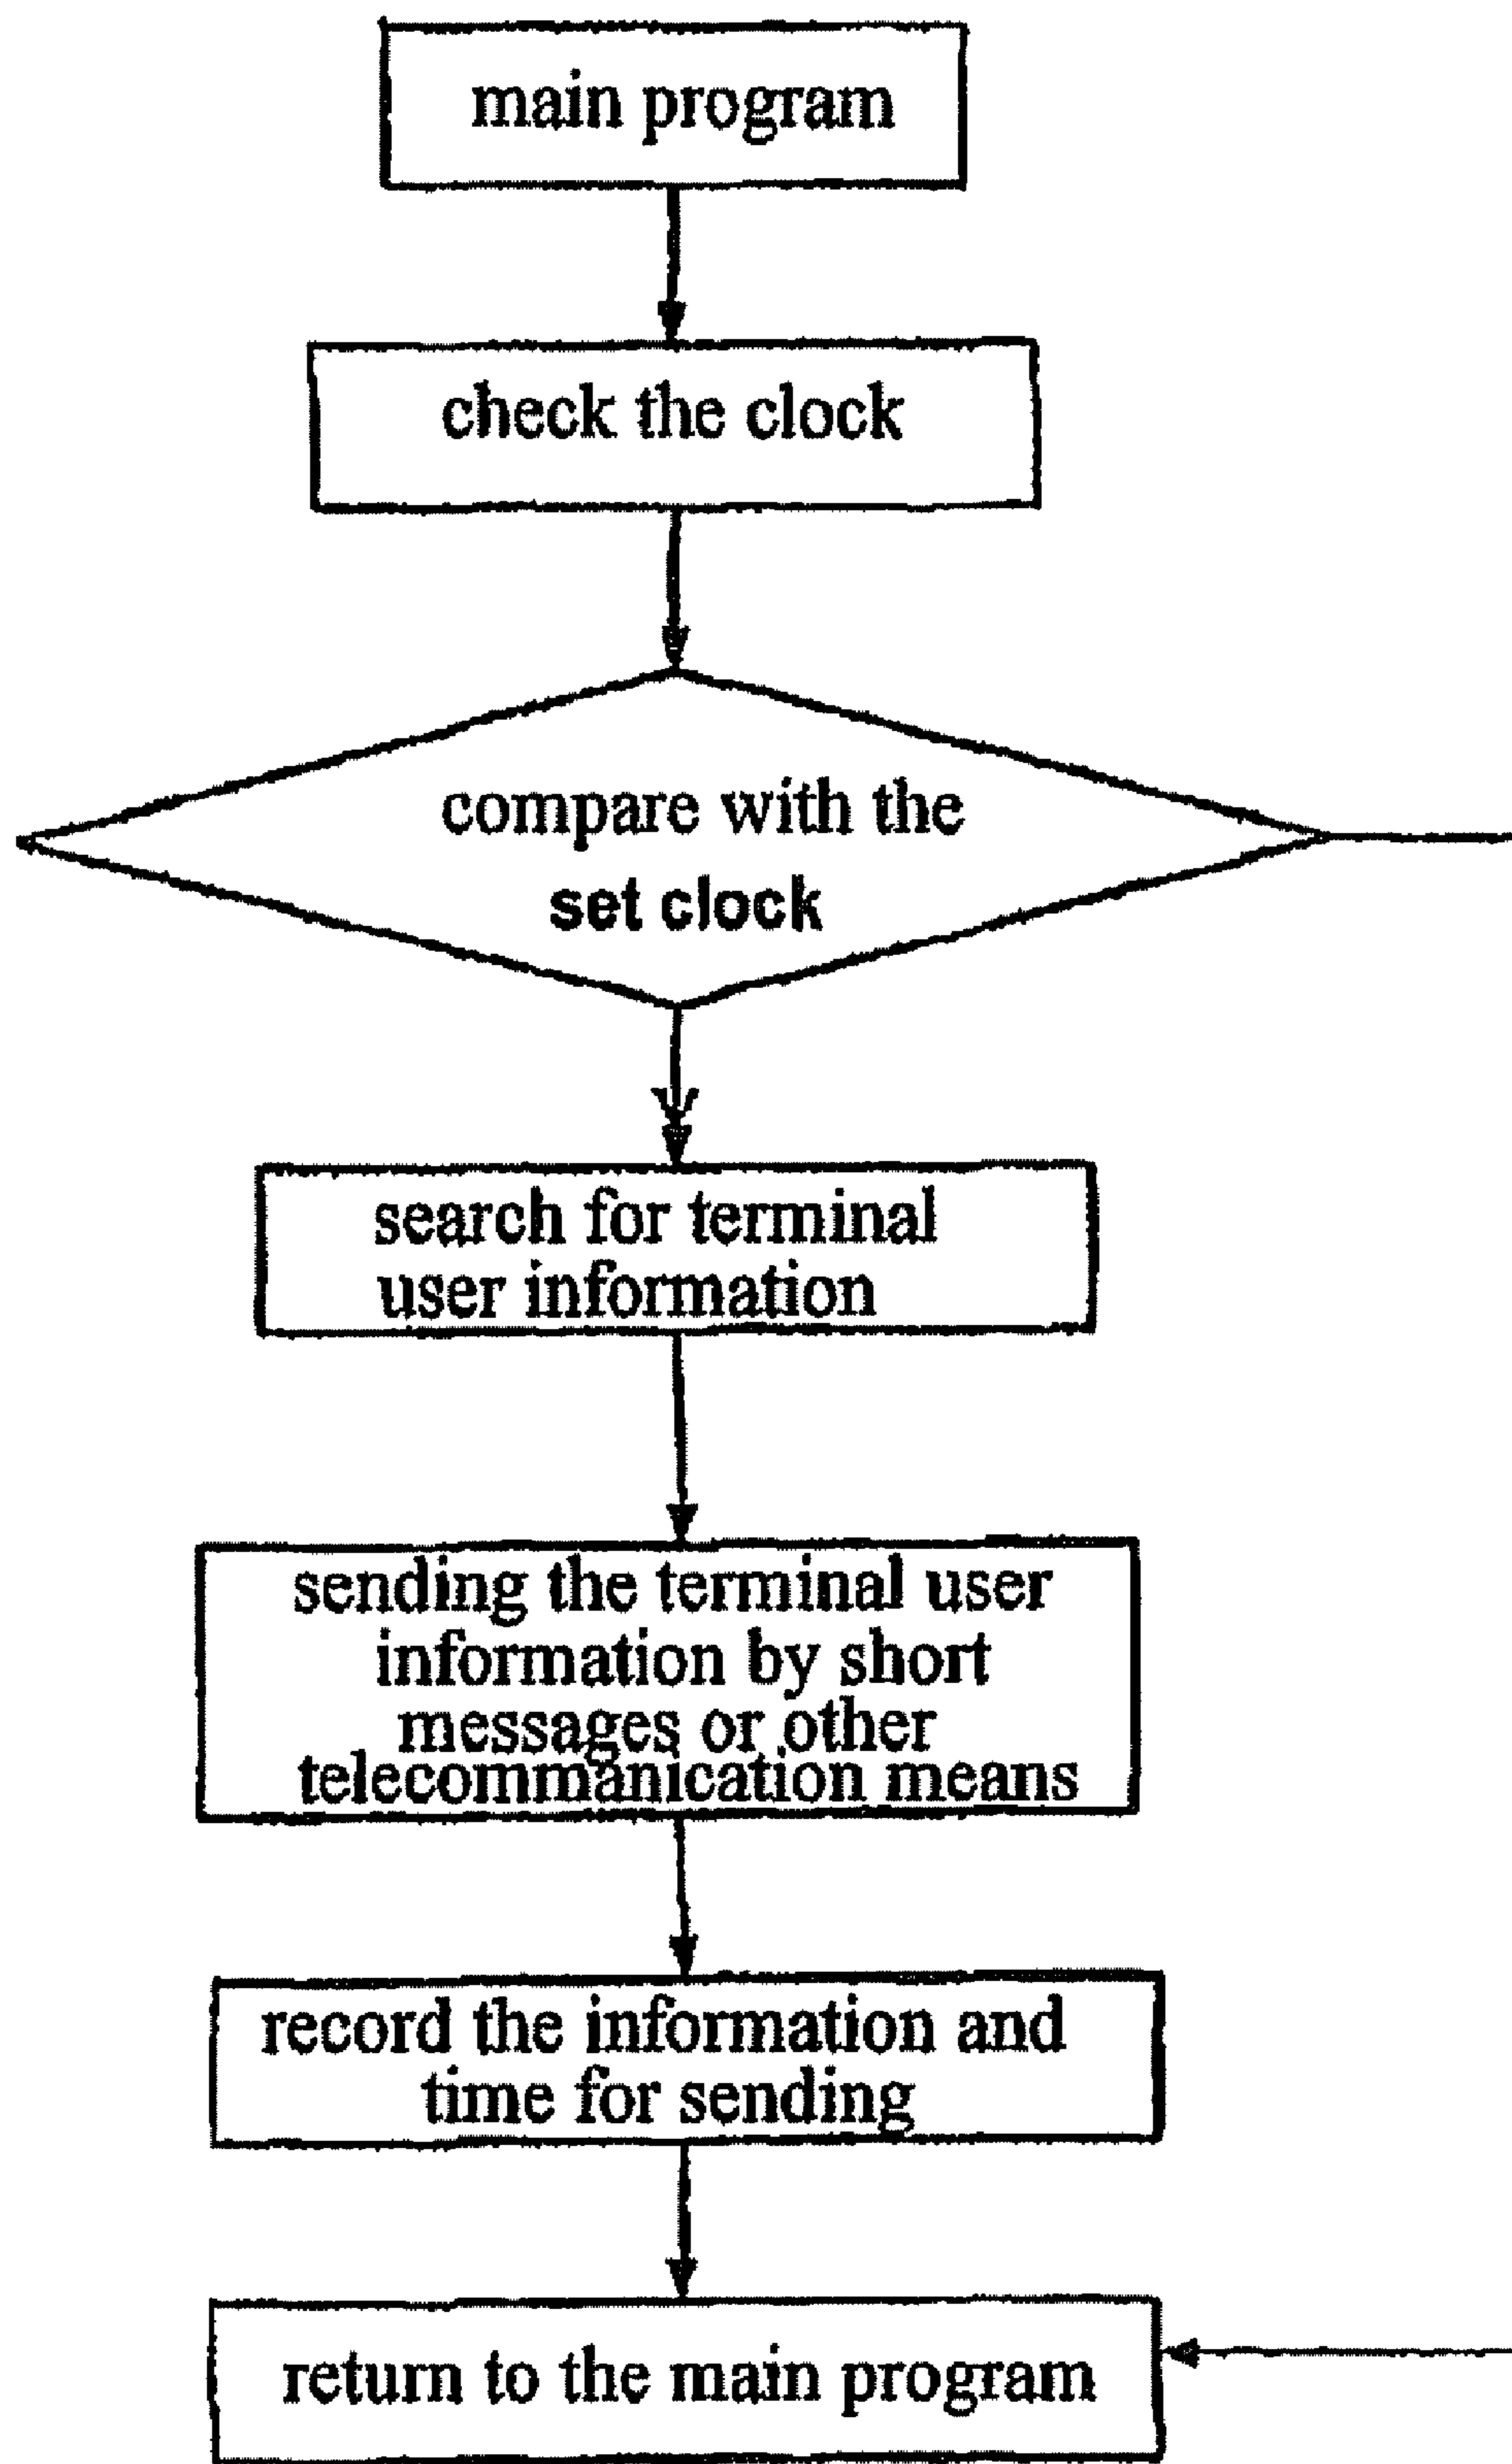 main program
check the clock
compare with the
set clock
Y
search for terminal
user information
sending the terminal user
information by short
messages or other
telecommanication means
record the information and
time for sending
return to the main program